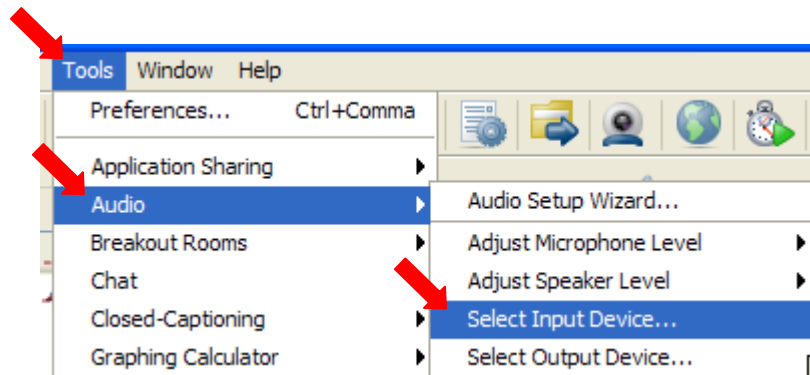 Tools Window Help
Preferences... Ctrl+Comma
Application Sharing
Audio
Breakout Rooms
Chat
Closed-Captioning
Graphing Calculator
Audio Setup Wizard...
Adjust Microphone Level
Adjust Speaker Level
Select Input Device...
Select Output Device...